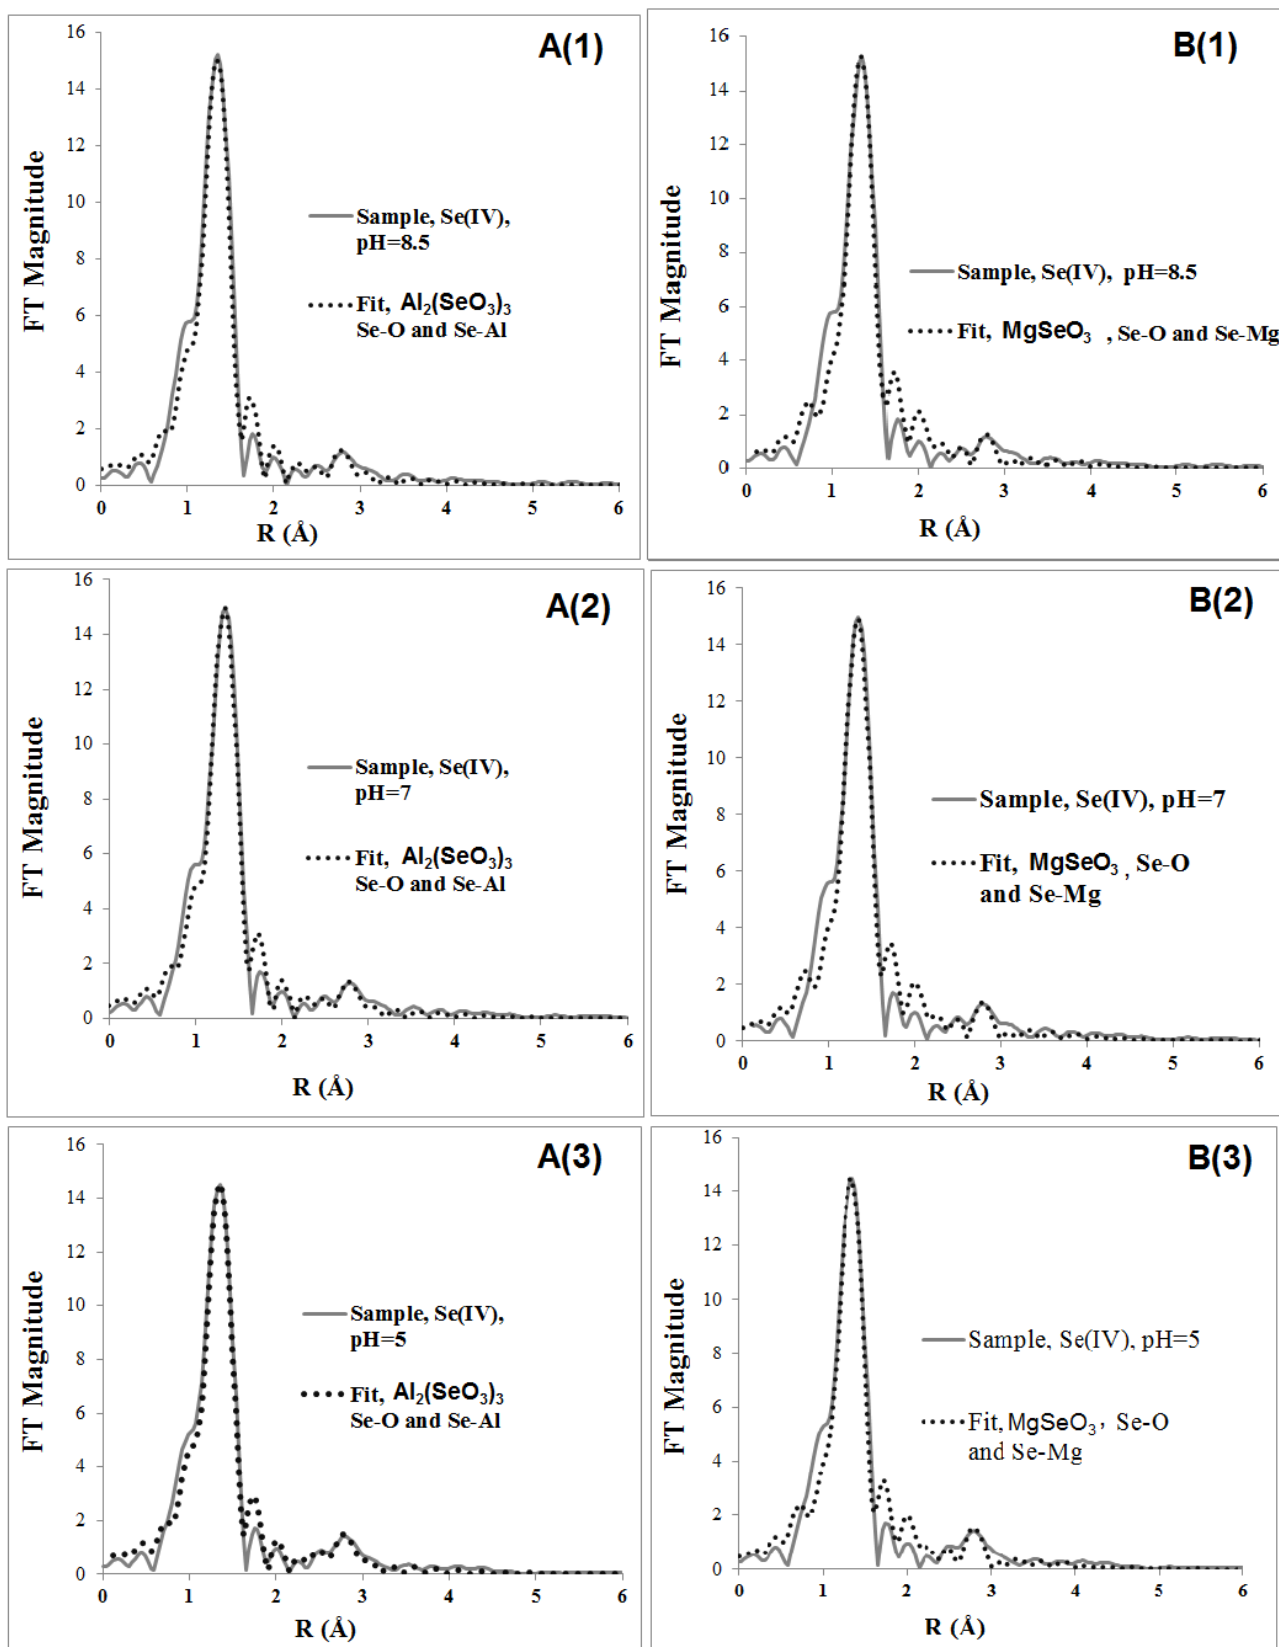 A(1)
16
14
12
10
8
6
4
2
0
FT Magnitude
Sample, Se(IV),
pH=8.5
Fit, Al₂(SeO₃)₃
Se-O and Se-Al
0 1 2 3 4 5 6
R (Å)
B(1)
16
14
12
10
8
6
4
2
0
FT Magnitude
Sample, Se(IV), pH=8.5
Fit, MgSeO₃ , Se-O and Se-Mg
0 1 2 3 4 5 6
R (Å)
A(2)
16
14
12
10
8
6
4
2
0
FT Magnitude
Sample, Se(IV),
pH=7
Fit, Al₂(SeO₃)₃
Se-O and Se-Al
0 1 2 3 4 5 6
R (Å)
B(2)
16
14
12
10
8
6
4
2
0
FT Magnitude
Sample, Se(IV), pH=7
Fit, MgSeO₃ , Se-O
and Se-Mg
0 1 2 3 4 5 6
R (Å)
A(3)
16
14
12
10
8
6
4
2
0
FT Magnitude
Sample, Se(IV),
pH=5
Fit, Al₂(SeO₃)₃
Se-O and Se-Al
0 1 2 3 4 5 6
R (Å)
B(3)
16
14
12
10
8
6
4
2
0
FT Magnitude
Sample, Se(IV), pH=5
Fit, MgSeO₃ , Se-O
and Se-Mg
0 1 2 3 4 5 6
R (Å)